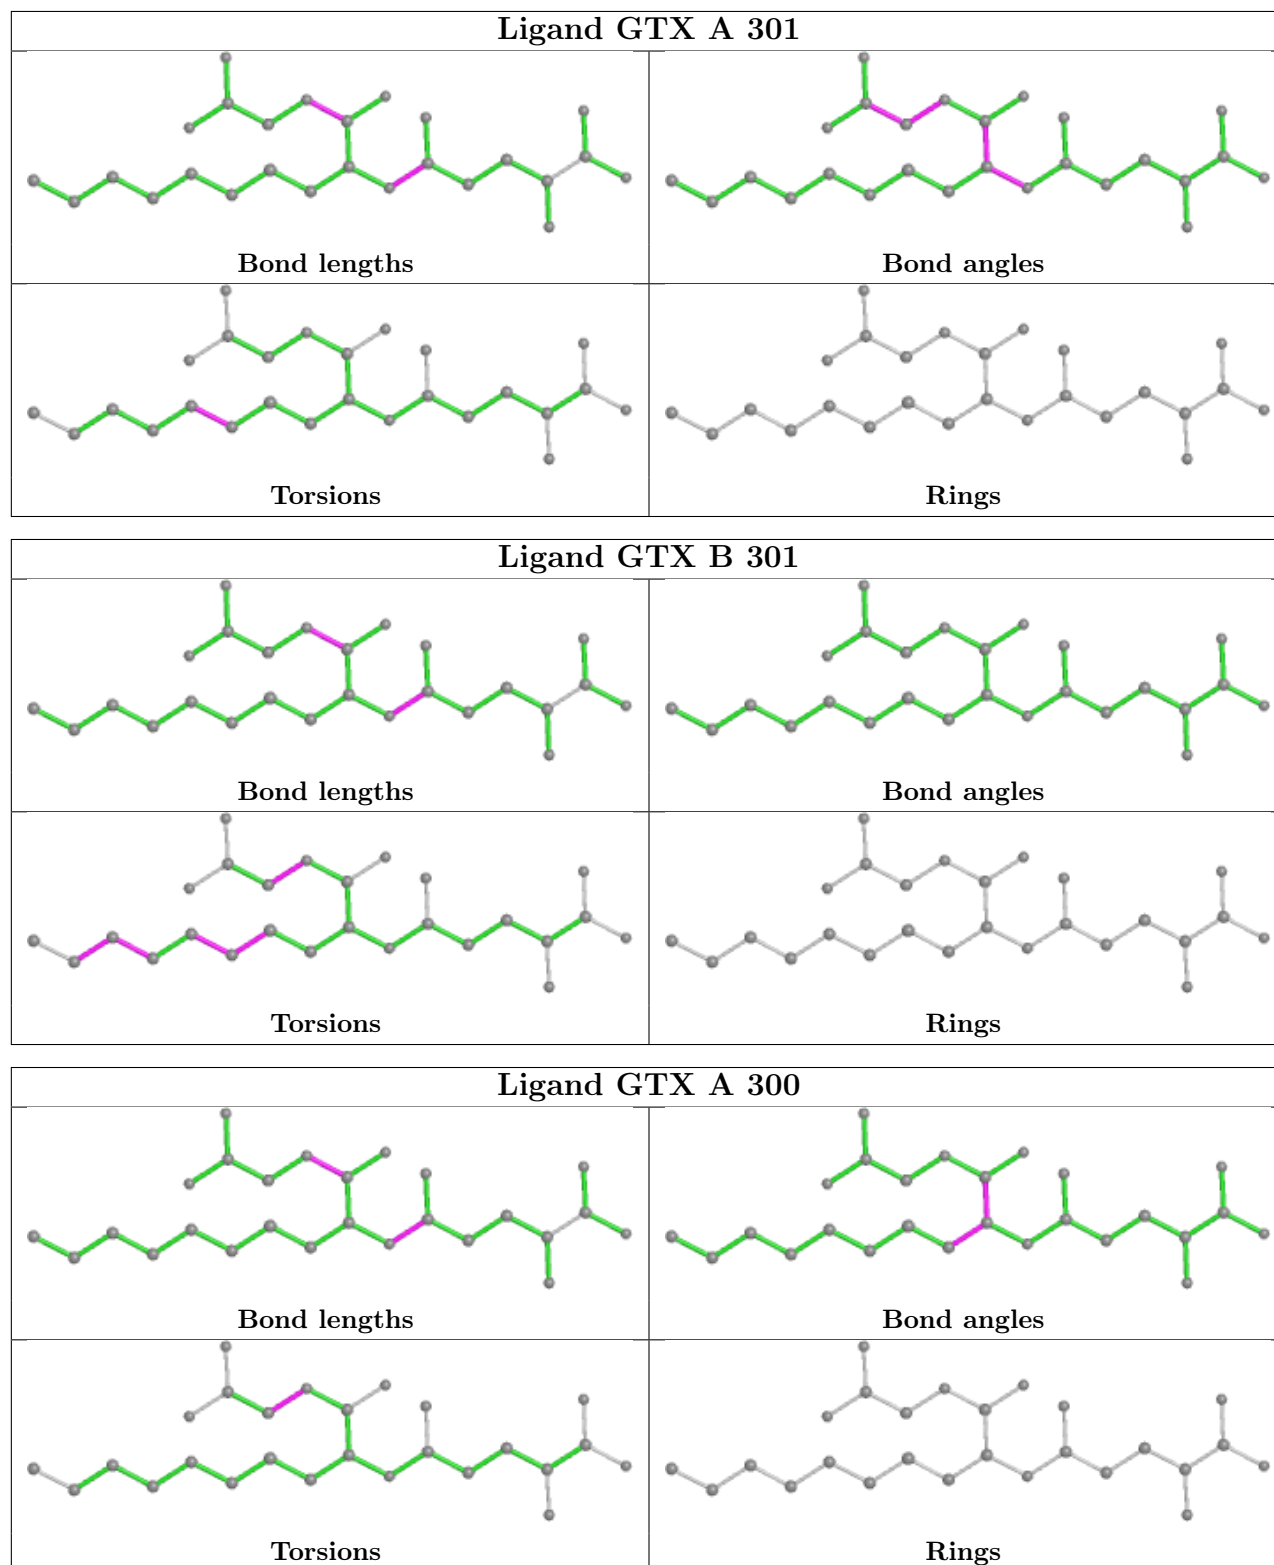 Ligand GTX A 301
Bond lengths
Bond angles
Torsions
Rings
Ligand GTX B 301
Bond lengths
Bond angles
Torsions
Rings
Ligand GTX A 300
Bond lengths
Bond angles
Torsions
Rings